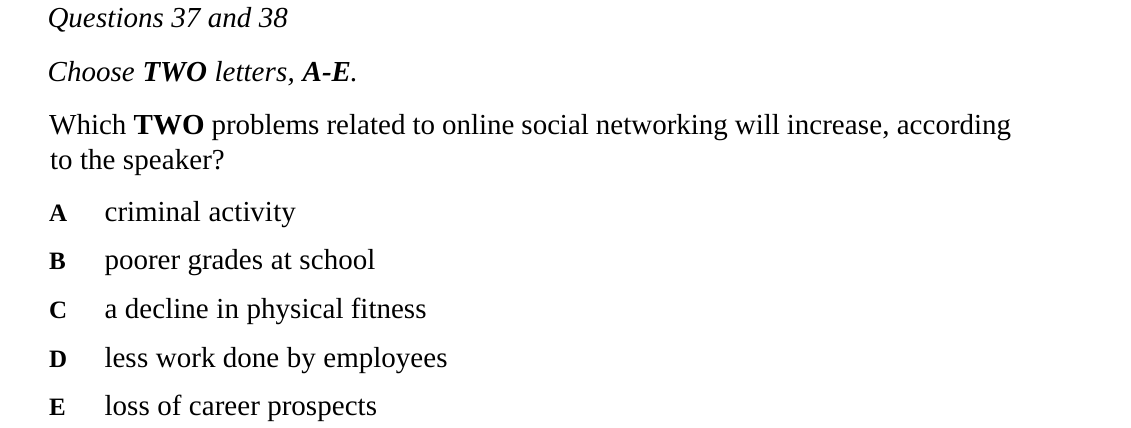 Questions 37 and 38
Choose TWO letters, A-E.
Which TWO problems related to online social networking will increase, according
to the speaker?
A criminal activity
B poorer grades at school
C a decline in physical fitness
D less work done by employees
E loss of career prospects